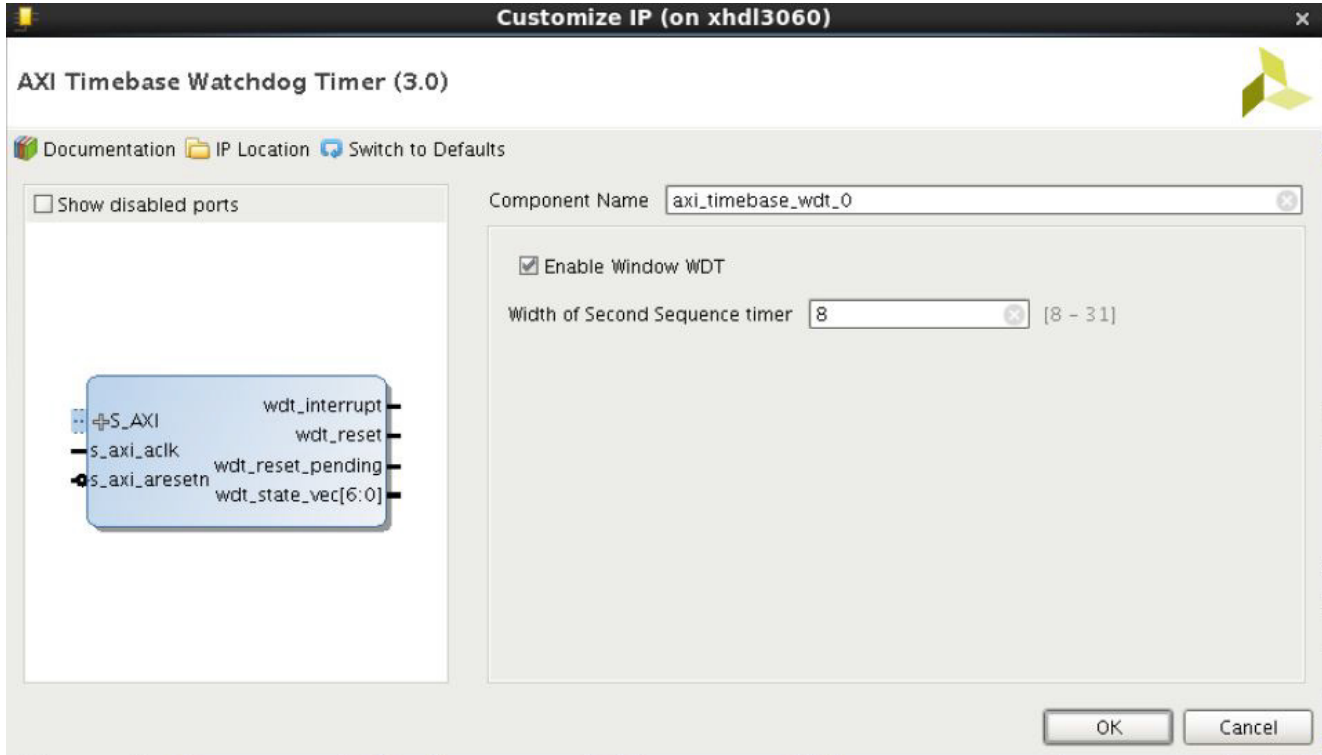 Customize IP (on xhdl3060)
AXI Timebase Watchdog Timer (3.0)
Documentation IP Location Switch to Defaults
Show disabled ports
Component Name axi_timebase_wdt_0
Enable Window WDT
Width of Second Sequence timer 8 [8 - 31]
S_AXI
s_axi_aclk
s_axi_aresetn
wdt_interrupt
wdt_reset
wdt_reset_pending
wdt_state_vec[6:0]
OK Cancel